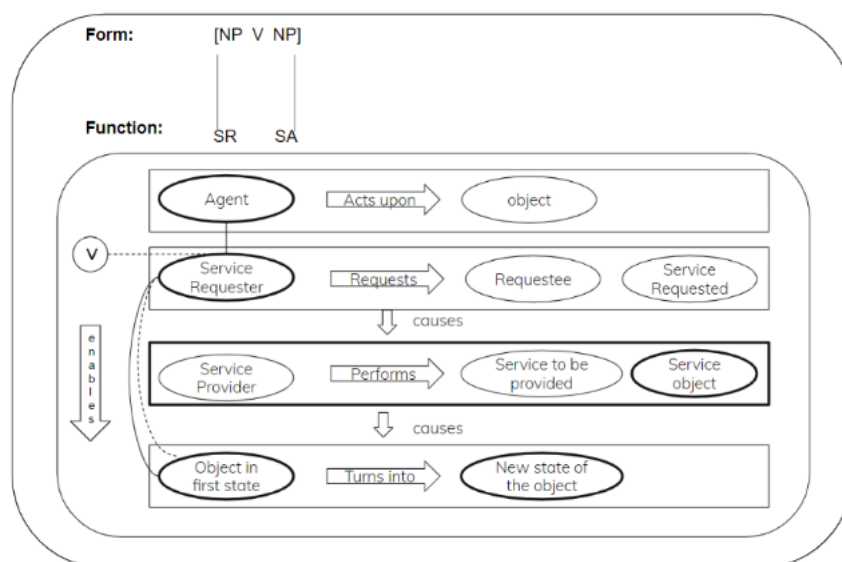 Form: [NP V NP]
Function:
SR SA
Agent Acts upon object
V
Service
Requester
Requests
Requestee
Service
Requested
causes
enables
Service
Provider
Performs
Service to be
provided
Service
object
causes
Object in
first state
Turns into
New state of
the object